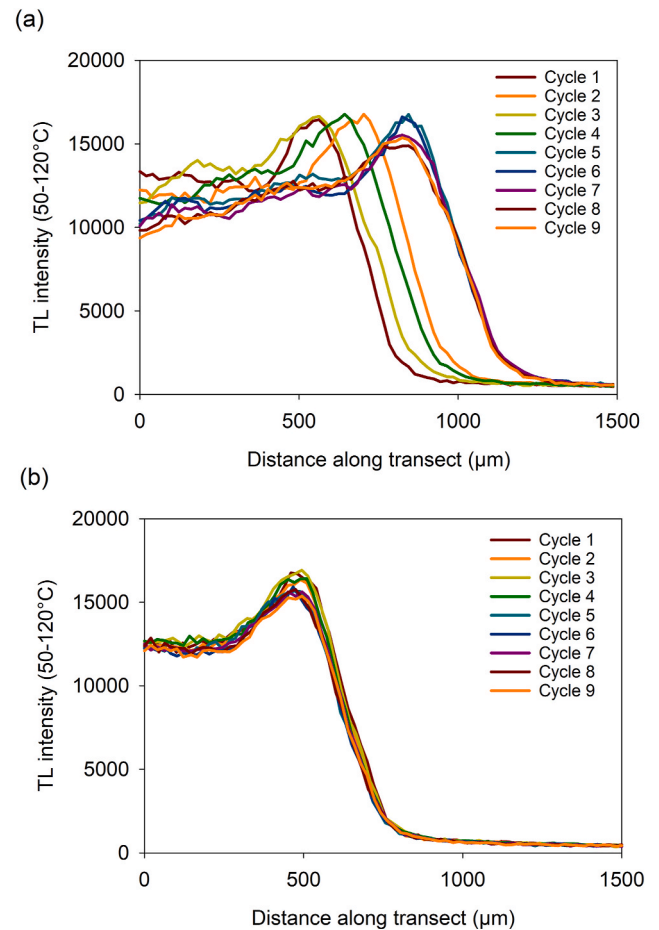 (a)
TL intensity (50-120°C)
20000
15000
10000
5000
0
0 500 1000 1500
Distance along transect (µm)
Cycle 1
Cycle 2
Cycle 3
Cycle 4
Cycle 5
Cycle 6
Cycle 7
Cycle 8
Cycle 9
(b)
TL intensity (50-120°C)
20000
15000
10000
5000
0
0 500 1000 1500
Distance along transect (µm)
Cycle 1
Cycle 2
Cycle 3
Cycle 4
Cycle 5
Cycle 6
Cycle 7
Cycle 8
Cycle 9